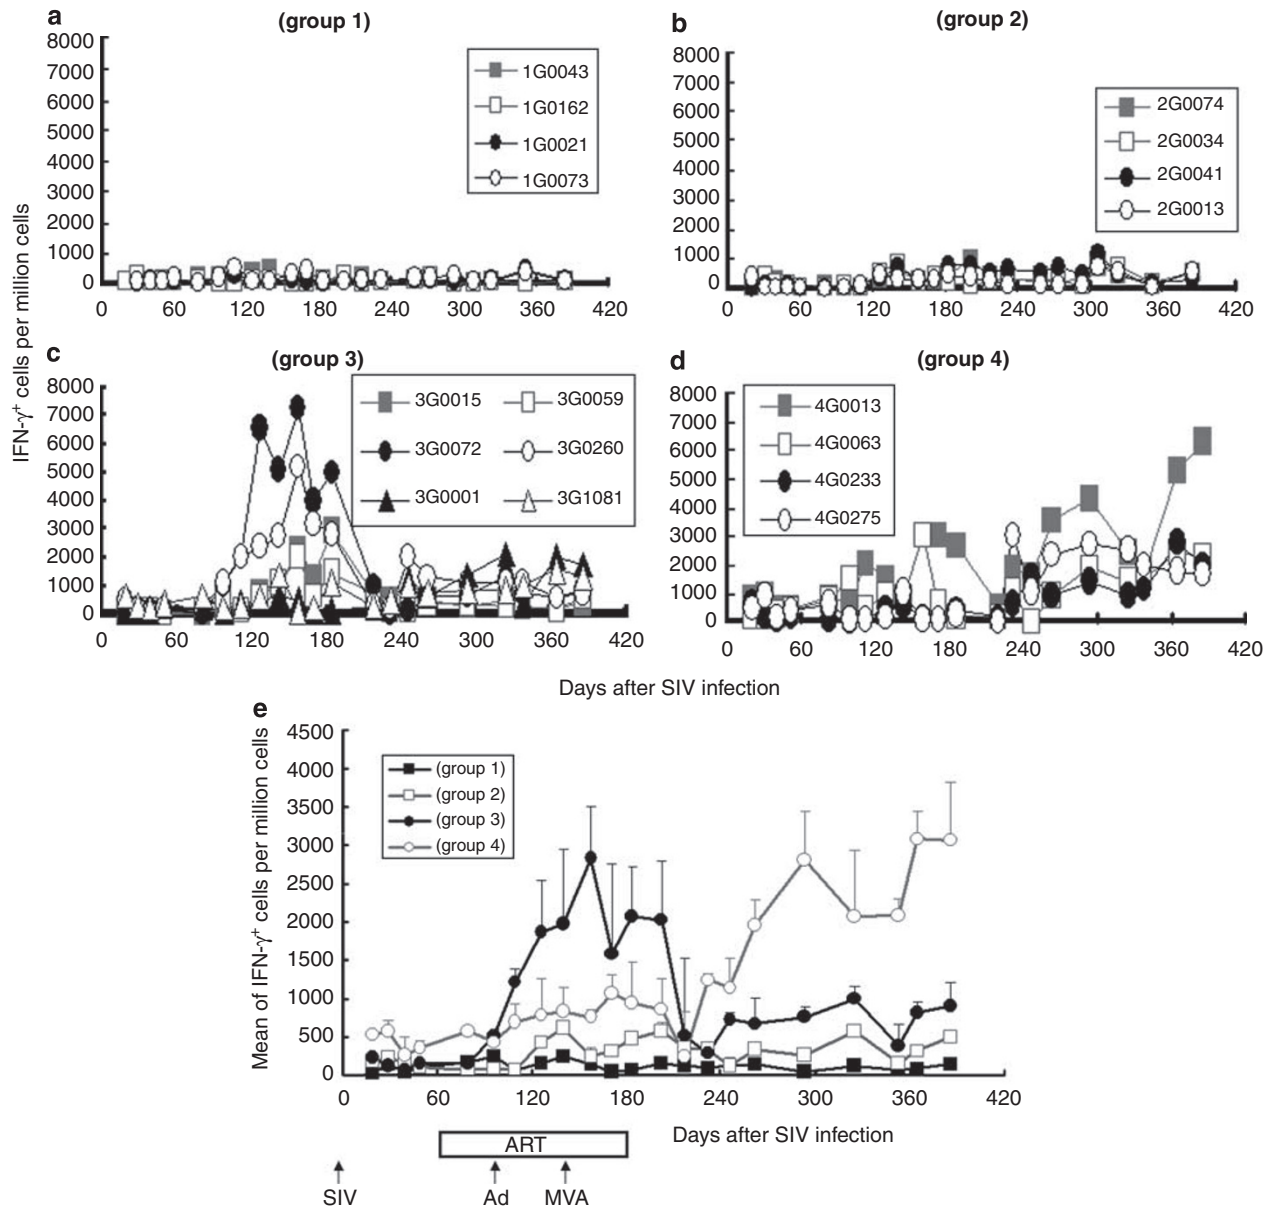 a
(group 1)
8000
7000
6000
5000
4000
3000
2000
1000
0
0 60 120 180 240 300 360 420
1G0043
1G0162
1G0021
1G0073
b
(group 2)
8000
7000
6000
5000
4000
3000
2000
1000
0
0 60 120 180 240 300 360 420
2G0074
2G0034
2G0041
2G0013
IFN-γ+ cells per million cells
c
(group 3)
8000
7000
6000
5000
4000
3000
2000
1000
0
0 60 120 180 240 300 360 420
3G0015 3G0059
3G0072 3G0260
3G0001 3G1081
d
(group 4)
8000
7000
6000
5000
4000
3000
2000
1000
0
0 60 120 180 240 300 360 420
4G0013
4G0063
4G0233
4G0275
Days after SIV infection
e
Mean of IFN-γ+ cells per million cells
4500
4000
3500
3000
2500
2000
1500
1000
500
0
0 60 120 180 240 300 360 420
(group 1)
(group 2)
(group 3)
(group 4)
Days after SIV infection
ART
SIV Ad MVA